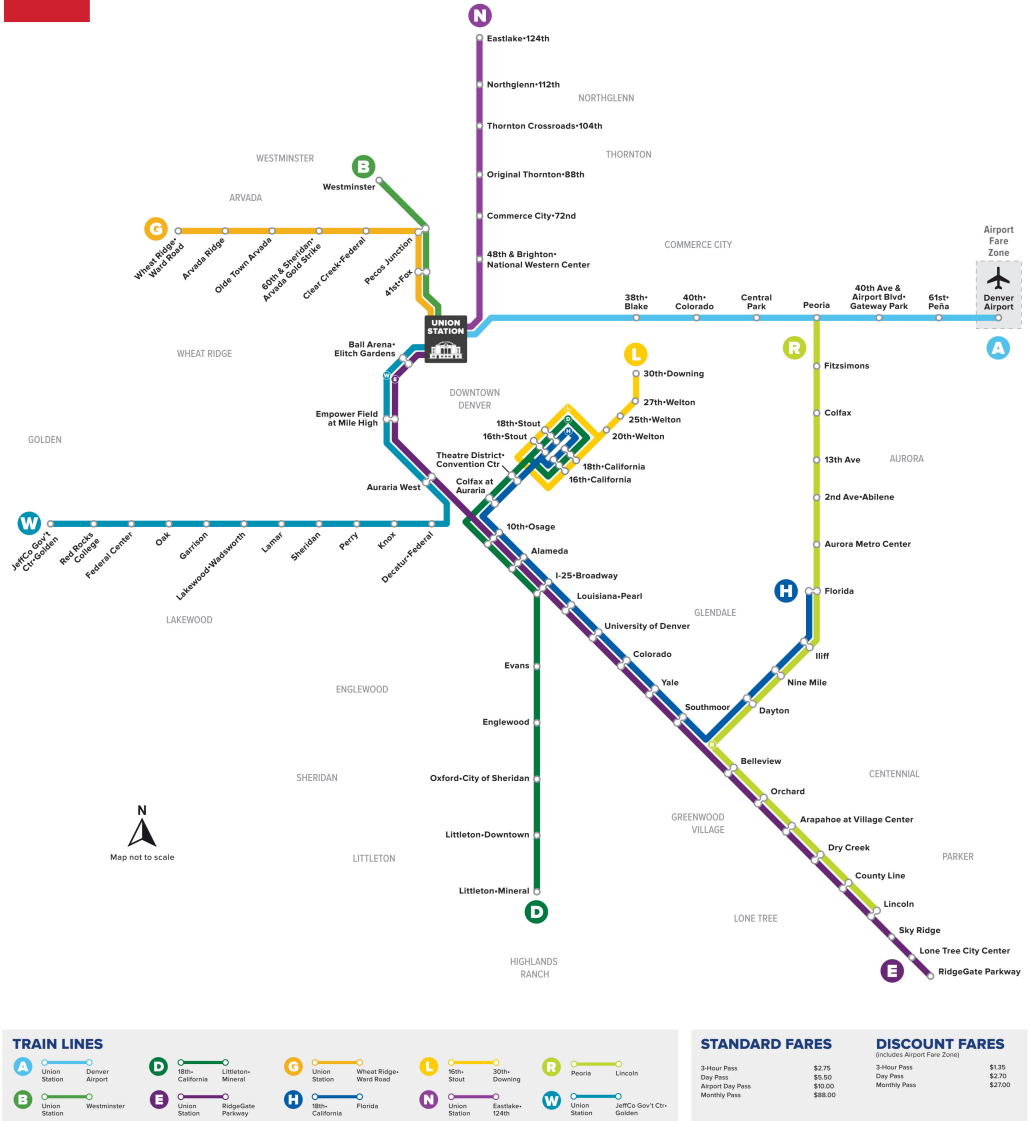 N
Eastlake•124th
Northglenn•112th
NORTHGLENN
Thornton Crossroads•104th
THORNTON
WESTMINSTER
B
Westminster
Original Thornton•88th
ARVADA
Commerce City•72nd
G
Wheat Ridge•
Ward Road
Arvada Ridge
Olde Town Arvada
60th & Sheridan•
Arvada Gold Strike
Clear Creek•Federal
Pecos Junction
41st•Fox
48th & Brighton•
National Western Center
COMMERCE CITY
Airport
Fare
Zone
38th•
Blake
40th•
Colorado
Central
Park
Peoria
40th Ave &
Airport Blvd•
Gateway Park
61st•
Peña
Denver
Airport
A
UNION
STATION
Ball Arena•
Elitch Gardens
WHEAT RIDGE
R
L
30th•Downing
27th•Welton
25th•Welton
20th•Welton
Fitzsimons
W
E
DOWNTOWN
DENVER
L
D
H
18th•Stout
16th•Stout
Empower Field
at Mile High
Colfax
GOLDEN
Theatre District•
Convention Ctr
18th•California
16th•California
13th Ave
AURORA
Colfax at
Auraria
Auraria West
2nd Ave•Abilene
W
JeffCo Gov't
Ctr•Golden
Red Rocks
College
Federal Center
Oak
Garrison
Lakewood•Wadsworth
Lamar
Sheridan
Perry
Knox
Decatur•Federal
10th•Osage
Alameda
Aurora Metro Center
I-25•Broadway
H
Florida
Louisiana•Pearl
GLENDALE
LAKEWOOD
University of Denver
Colorado
Iliff
Evans
Yale
Nine Mile
ENGLEWOOD
Southmoor
Dayton
Englewood
Belleview
SHERIDAN
Oxford•City of Sheridan
CENTENNIAL
Orchard
N
Map not to scale
GREENWOOD
VILLAGE
Arapahoe at Village Center
Littleton•Downtown
Dry Creek
LITTLETON
PARKER
County Line
Littleton•Mineral
D
Lincoln
LONE TREE
Sky Ridge
Lone Tree City Center
E
RidgeGate Parkway
HIGHLANDS
RANCH
TRAIN LINES
A
Union
Station
Denver
Airport
D
18th•
California
Littleton•
Mineral
G
Union
Station
Wheat Ridge•
Ward Road
L
16th•
Stout
30th•
Downing
R
Peoria
Lincoln
B
Union
Station
Westminster
E
Union
Station
RidgeGate
Parkway
H
18th•
California
Florida
N
Union
Station
Eastlake•
124th
W
Union
Station
JeffCo Gov't Ctr•
Golden
STANDARD FARES
3-Hour Pass $2.75
Day Pass $5.50
Airport Day Pass $10.00
Monthly Pass $88.00
DISCOUNT FARES
(includes Airport Fare Zone)
3-Hour Pass $1.35
Day Pass $2.70
Monthly Pass $27.00